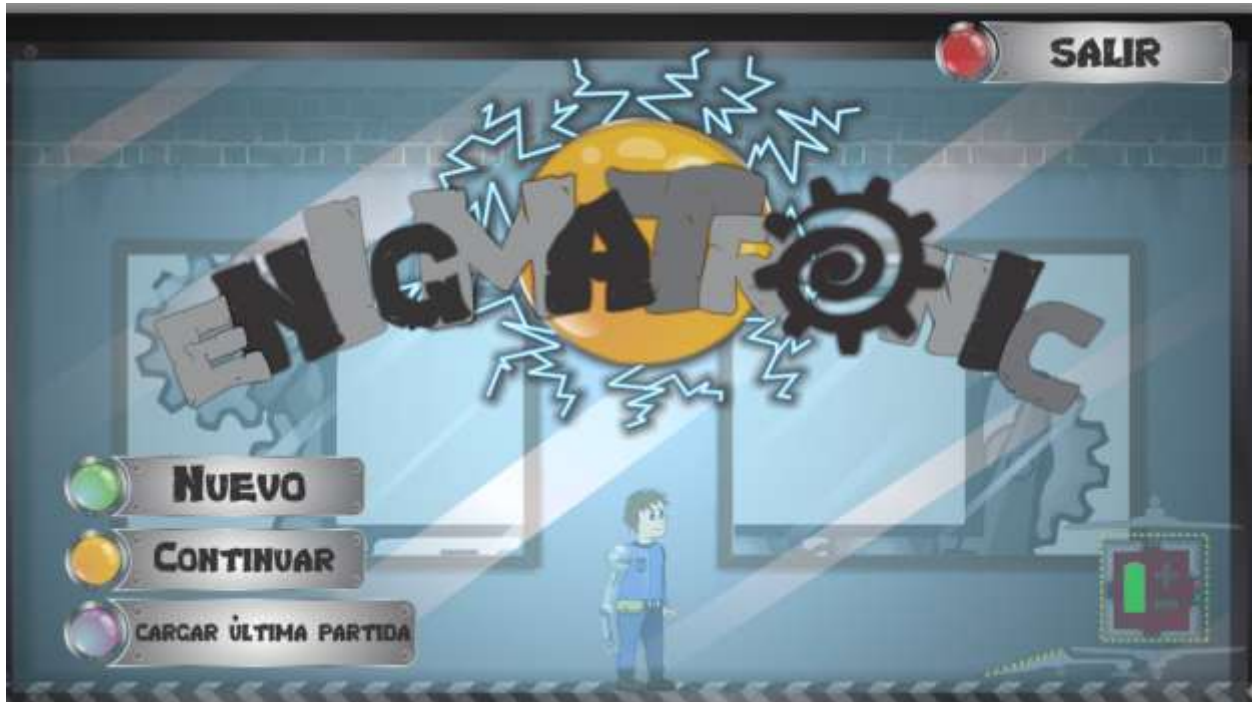 SALIR
ENIGMATRONIC
NUEVO
CONTINUAR
CARGAR ÚLTIMA PARTIDA